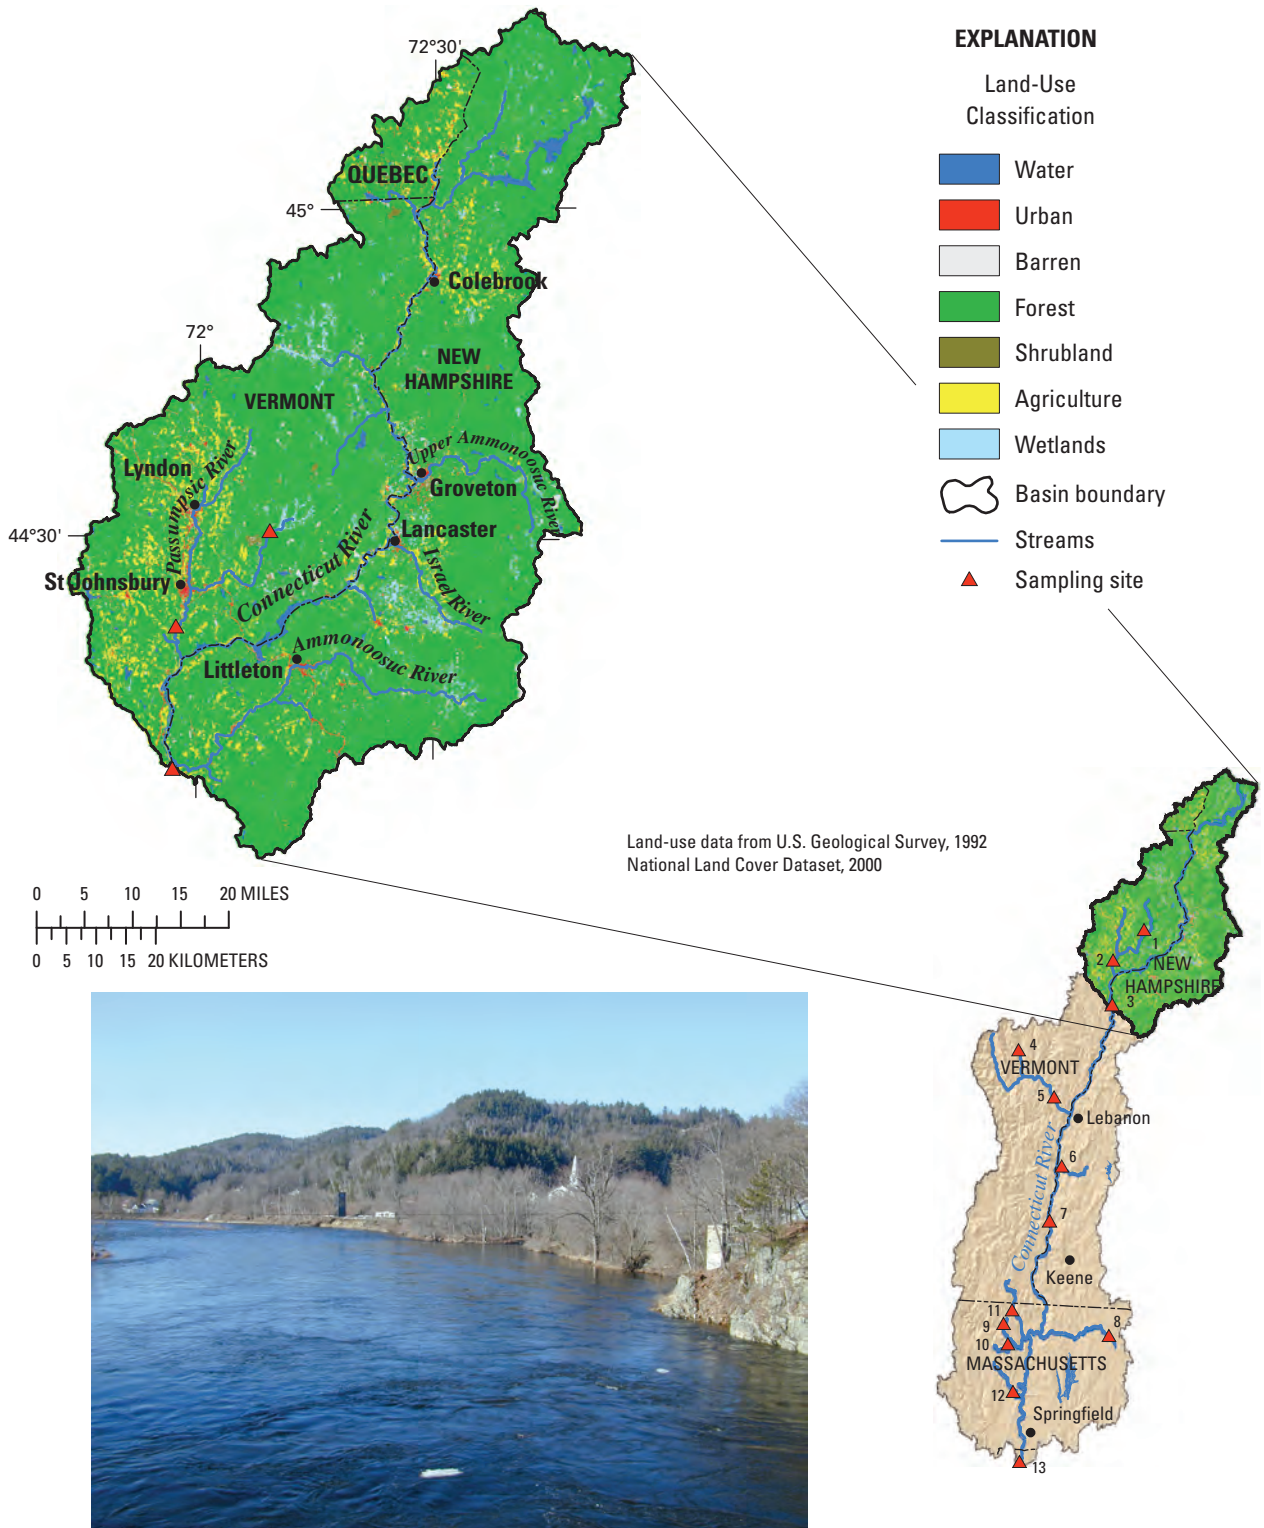 72°30'
QUEBEC
45°
Colebrook
72°
NEW
HAMPSHIRE
VERMONT
Upper Ammonoosuc River
Lyndon
Passumpsic River
Groveton
44°30'
Lancaster
Connecticut River
Israel River
St Johnsbury
Ammonoosuc River
Littleton
EXPLANATION
Land-Use
Classification
Water
Urban
Barren
Forest
Shrubland
Agriculture
Wetlands
Basin boundary
Streams
Sampling site
Land-use data from U.S. Geological Survey, 1992
National Land Cover Dataset, 2000
0 5 10 15 20 MILES
0 5 10 15 20 KILOMETERS
1
2
NEW
HAMPSHIRE
3
4
VERMONT
5
Lebanon
6
Connecticut River
7
Keene
11
9
8
10
MASSACHUSETTS
12
Springfield
13